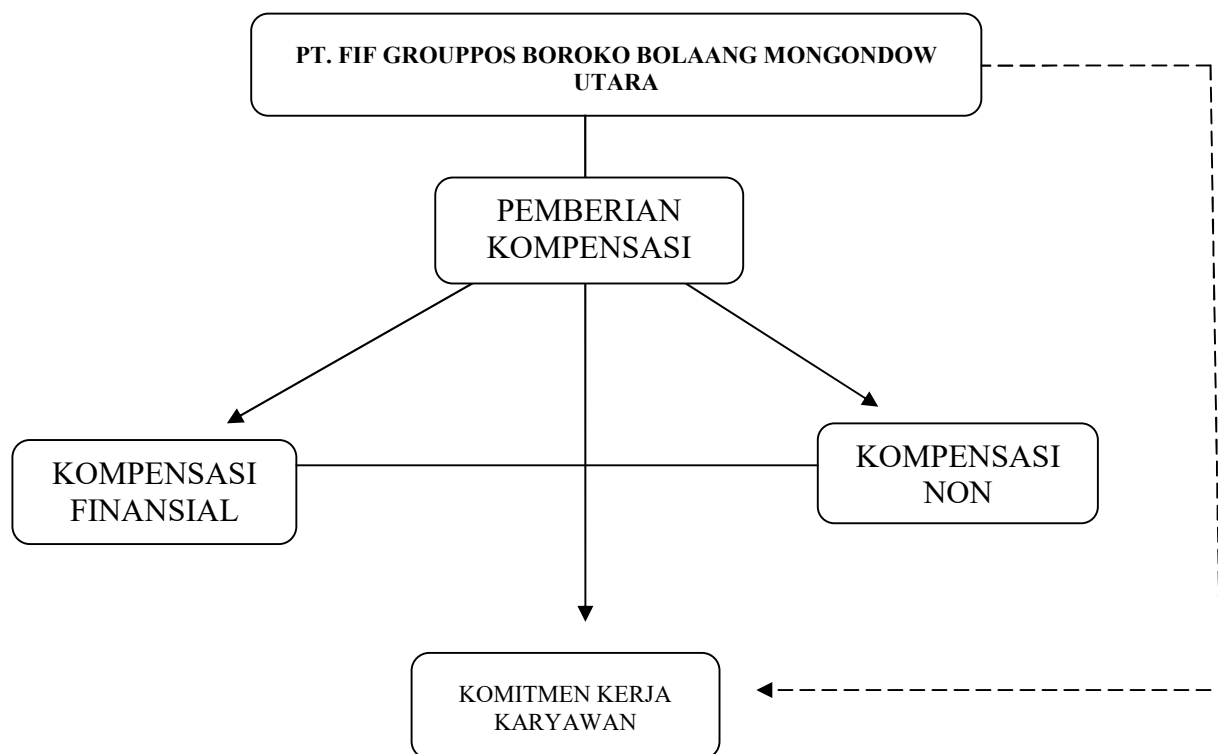 PT. FIF GROUPPOS BOROKO BOLAANG MONGONDOW
UTARA
PEMBERIAN
KOMPENSASI
KOMPENSASI
FINANSIAL
KOMPENSASI
NON
KOMITMEN KERJA
KARYAWAN